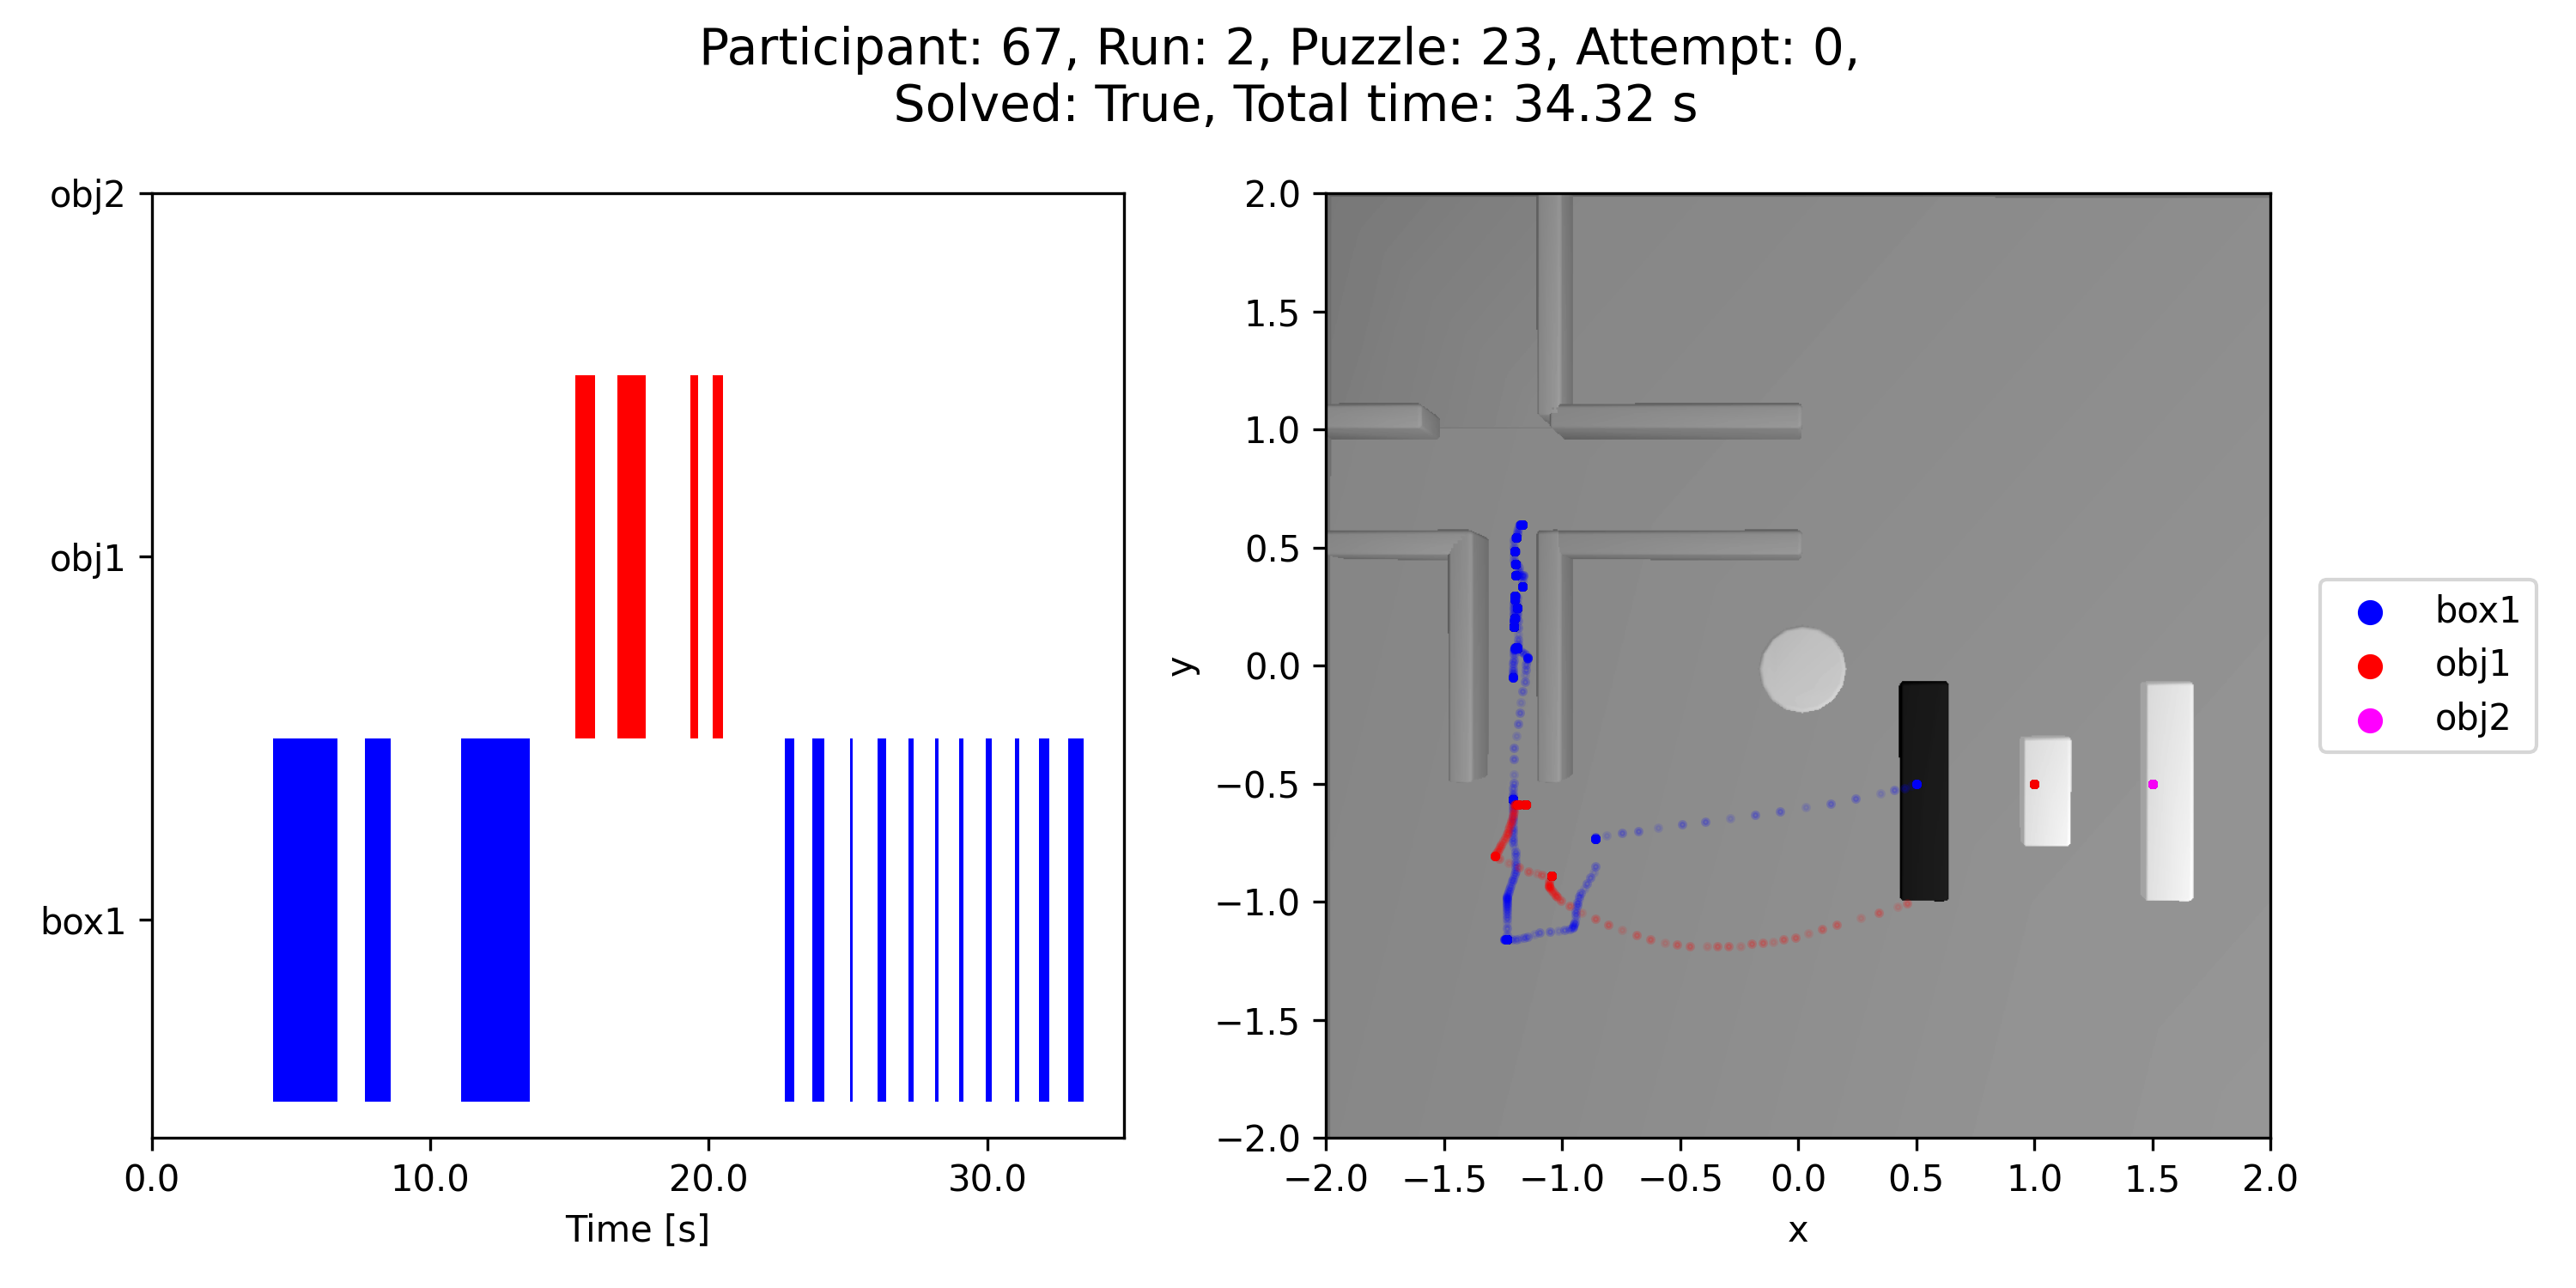 Participant: 67, Run: 2, Puzzle: 23, Attempt: 0,
Solved: True, Total time: 34.32 s
obj2
obj1
box1
0.0 10.0 20.0 30.0
Time [s]
2.0
1.5
1.0
0.5
0.0
−0.5
−1.0
−1.5
−2.0
y
−2.0 −1.5 −1.0 −0.5 0.0 0.5 1.0 1.5 2.0
x
box1
obj1
obj2